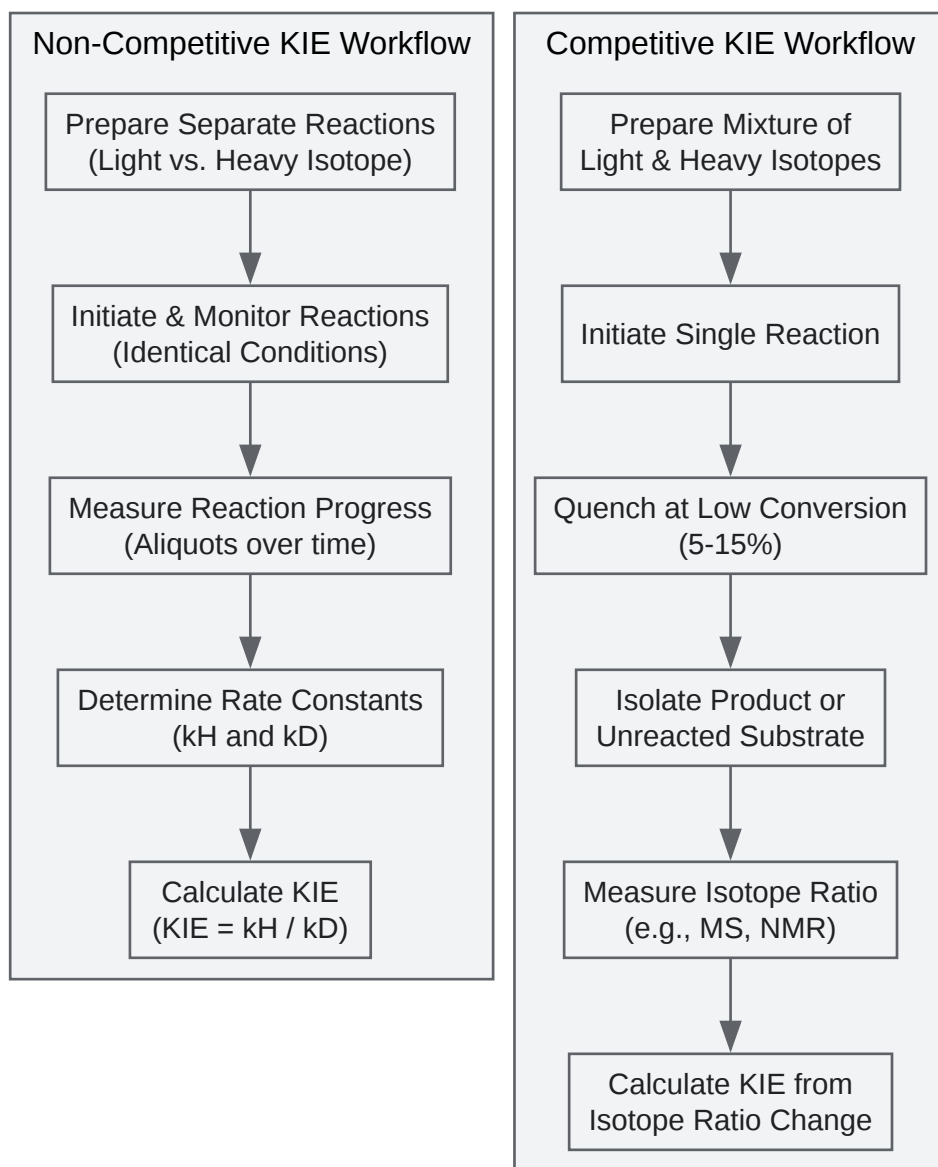 Non-Competitive KIE Workflow
Prepare Separate Reactions
(Light vs. Heavy Isotope)
Initiate & Monitor Reactions
(Identical Conditions)
Measure Reaction Progress
(Aliquots over time)
Determine Rate Constants
(kH and kD)
Calculate KIE
(KIE = kH / kD)
Competitive KIE Workflow
Prepare Mixture of
Light & Heavy Isotopes
Initiate Single Reaction
Quench at Low Conversion
(5-15%)
Isolate Product or
Unreacted Substrate
Measure Isotope Ratio
(e.g., MS, NMR)
Calculate KIE from
Isotope Ratio Change